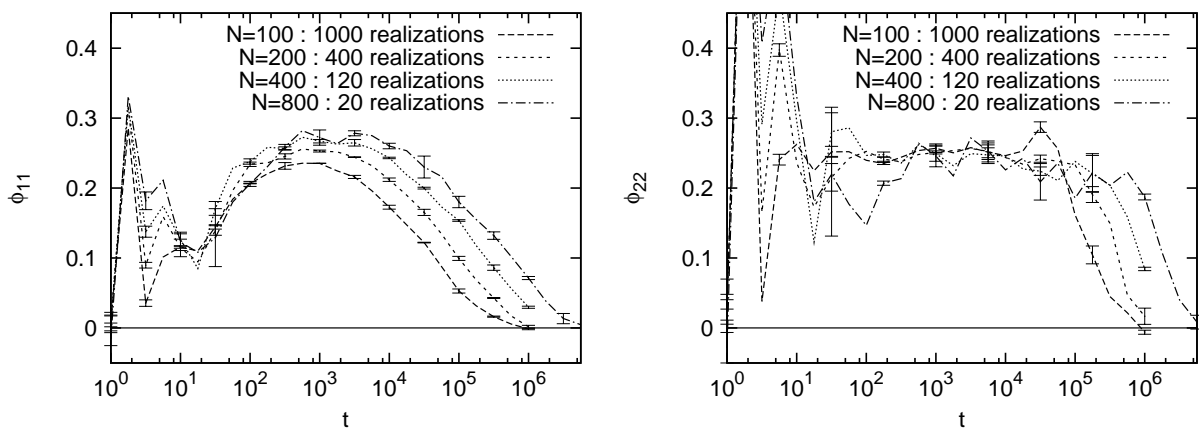 N=100 : 1000 realizations
N=200 : 400 realizations
N=400 : 120 realizations
N=800 : 20 realizations
0.4
0.3
0.2
0.1
0
ϕ11
10^0 10^1 10^2 10^3 10^4 10^5 10^6
t
N=100 : 1000 realizations
N=200 : 400 realizations
N=400 : 120 realizations
N=800 : 20 realizations
0.4
0.3
0.2
0.1
0
ϕ22
10^0 10^1 10^2 10^3 10^4 10^5 10^6
t